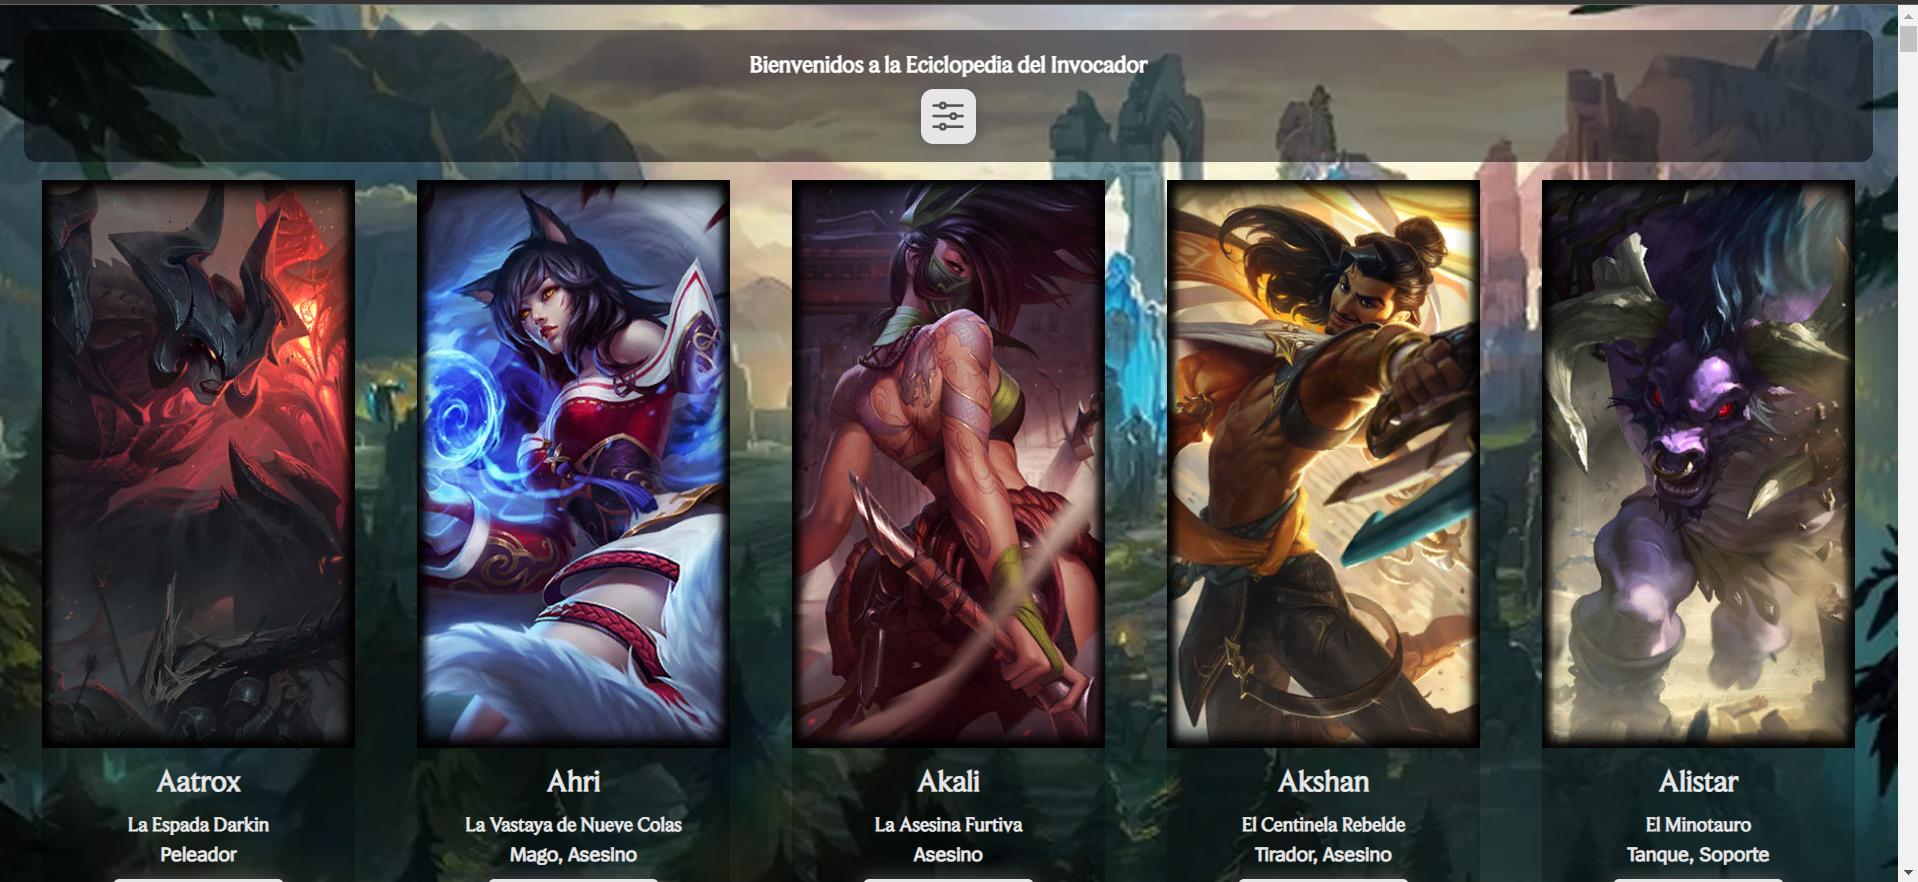 Bienvenidos a la Eciclopedia del Invocador
Aatrox
La Espada Darkin
Peleador
Ahri
La Vastaya de Nueve Colas
Mago, Asesino
Akali
La Asesina Furtiva
Asesino
Akshan
El Centinela Rebelde
Tirador, Asesino
Alistar
El Minotauro
Tanque, Soporte